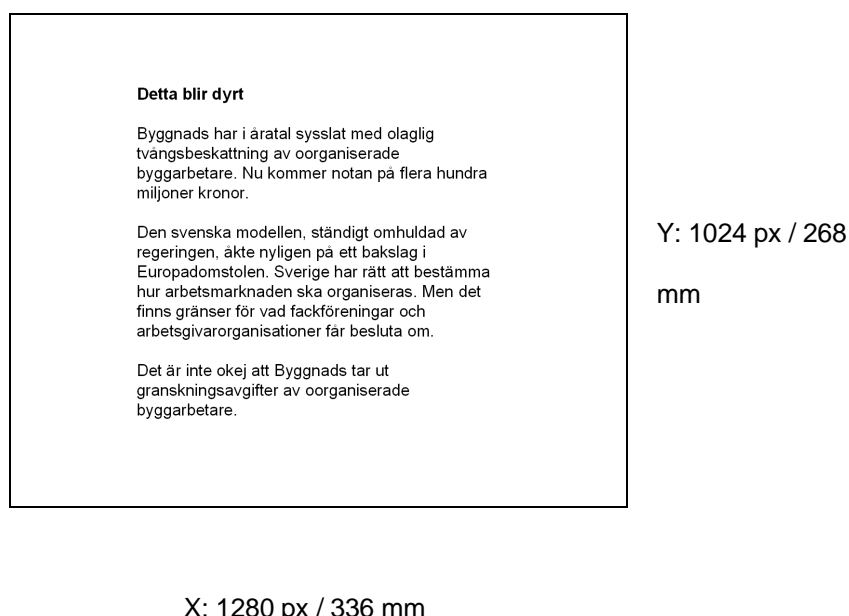 Detta blir dyrt
Byggnads har i åratal sysslat med olaglig
tvångsbeskattning av oorganiserade
byggarbetare. Nu kommer notan på flera hundra
miljoner kronor.
Den svenska modellen, ständigt omhuldad av
regeringen, åkte nyligen på ett bakslag i
Europadomstolen. Sverige har rätt att bestämma
hur arbetsmarknaden ska organiseras. Men det
finns gränser för vad fackföreningar och
arbetsgivarorganisationer får besluta om.
Det är inte okej att Byggnads tar ut
granskningsavgifter av oorganiserade
byggarbetare.
Y: 1024 px / 268
mm
X: 1280 px / 336 mm